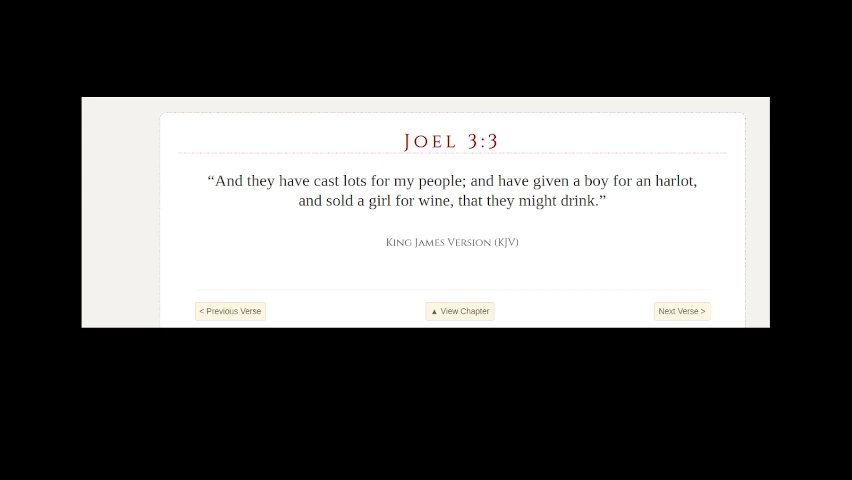 Joel 3:3
“And they have cast lots for my people; and have given a boy for an harlot,
and sold a girl for wine, that they might drink.”
King James Version (KJV)
< Previous Verse
▲ View Chapter
Next Verse >